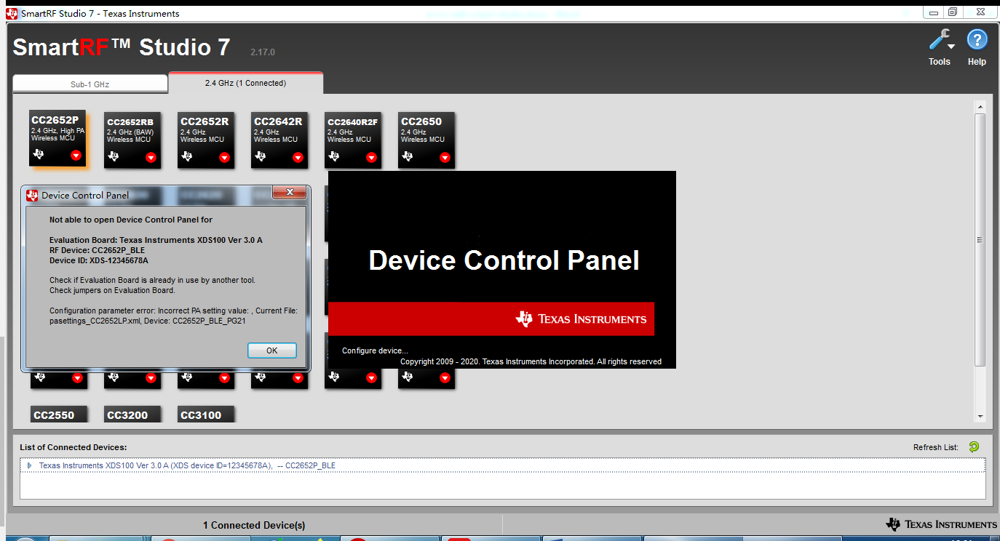 SmartRF Studio 7 - Texas Instruments
SmartRF™ Studio 7 2.17.0
Tools
Help
Sub-1 GHz
2.4 GHz (1 Connected)
CC2652P
2.4 GHz, High PA
Wireless MCU
CC2652RB
2.4 GHz (BAW)
Wireless MCU
CC2652R
2.4 GHz
Wireless MCU
CC2642R
2.4 GHz
Wireless MCU
CC2640R2F
2.4 GHz
Wireless MCU
CC2650
2.4 GHz
Wireless MCU
Device Control Panel
Not able to open Device Control Panel for
Evaluation Board: Texas Instruments XDS100 Ver 3.0 A
RF Device: CC2652P_BLE
Device ID: XDS-12345678A
Check if Evaluation Board is already in use by another tool.
Check jumpers on Evaluation Board.
Configuration parameter error: Incorrect PA setting value: , Current File:
pasettings_CC2652LP.xml, Device: CC2652P_BLE_PG21
OK
Device Control Panel
TEXAS INSTRUMENTS
Configure device...
Copyright 2009 - 2020. Texas Instruments Incorporated. All rights reserved
CC2550
CC3200
CC3100
List of Connected Devices:
Refresh List:
Texas Instruments XDS100 Ver 3.0 A (XDS device ID=12345678A), -- CC2652P_BLE
1 Connected Device(s)
TEXAS INSTRUMENTS